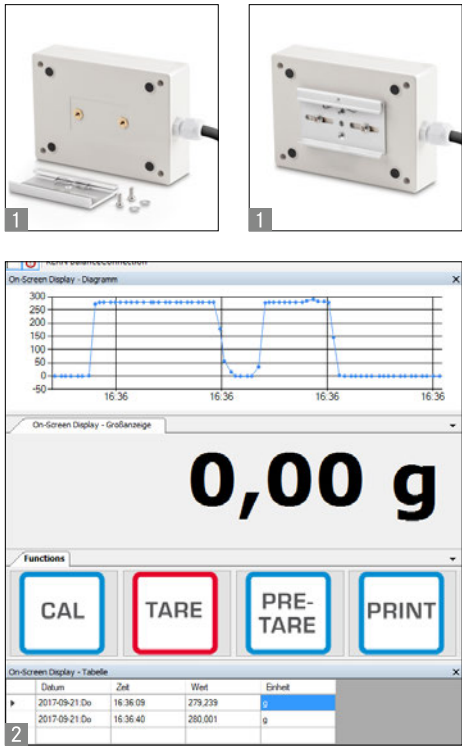 1
1
KERN BalanceConnection
On-Screen Display - Diagramm
300
250
200
150
100
50
0
-50
16:36 16:36 16:36 16:36
On-Screen Display - Großanzeige
0,00 g
Functions
CAL TARE PRE-TARE PRINT
On-Screen Display - Tabelle
Datum Zeit Wert Einheit
2017-09-21:Do 16:36:09 279,239 g
2017-09-21:Do 16:36:40 280,001 g
2